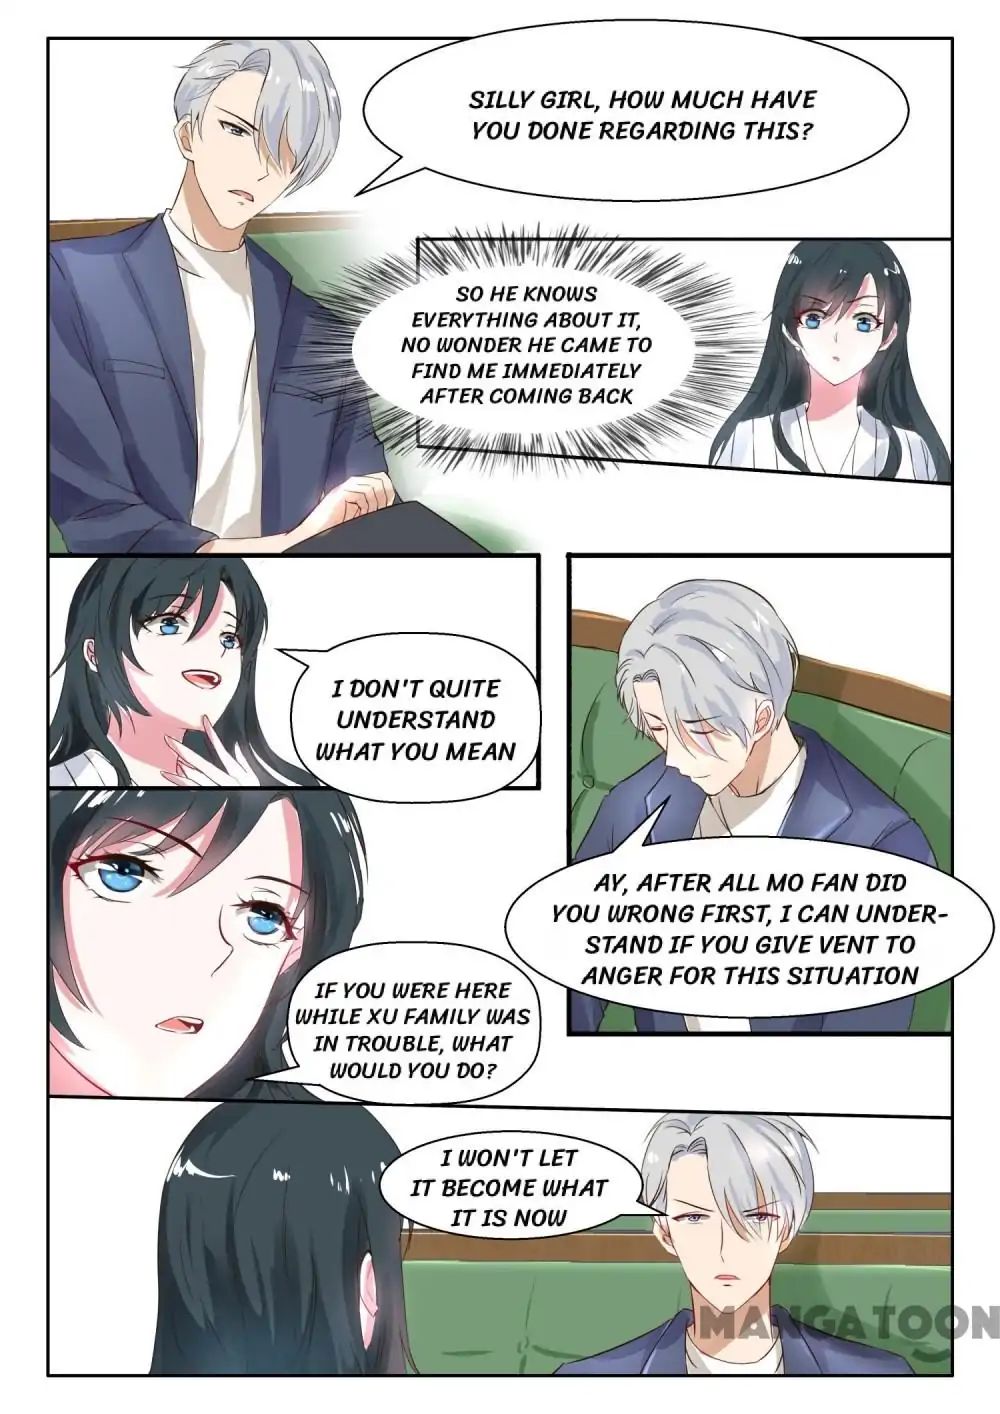 SILLY GIRL, HOW MUCH HAVE
YOU DONE REGARDING THIS?
SO HE KNOWS
EVERYTHING ABOUT IT,
NO WONDER HE CAME TO
FIND ME IMMEDIATELY
AFTER COMING BACK
I DON'T QUITE
UNDERSTAND
WHAT YOU MEAN
AY, AFTER ALL MO FAN DID
YOU WRONG FIRST, I CAN UNDER-
STAND IF YOU GIVE VENT TO
ANGER FOR THIS SITUATION
IF YOU WERE HERE
WHILE XU FAMILY WAS
IN TROUBLE, WHAT
WOULD YOU DO?
I WON'T LET
IT BECOME WHAT
IT IS NOW
MANGATOON